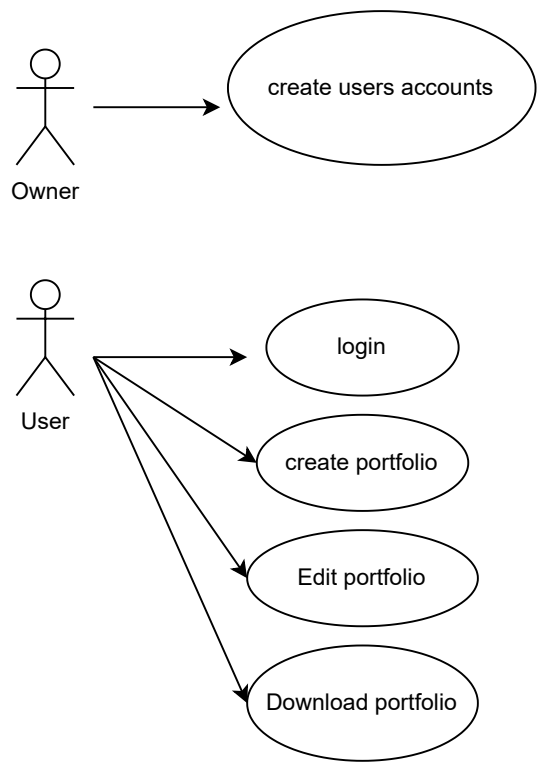 create users accounts
Owner
login
User
create portfolio
Edit portfolio
Download portfolio